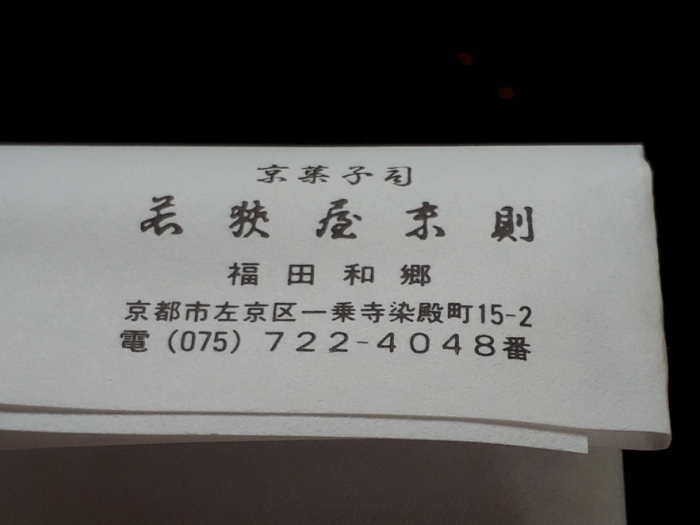 京菓子司
若狹屋末則
福田和郷
京都市左京区一乗寺染殿町15-2
電(075)722-4048番